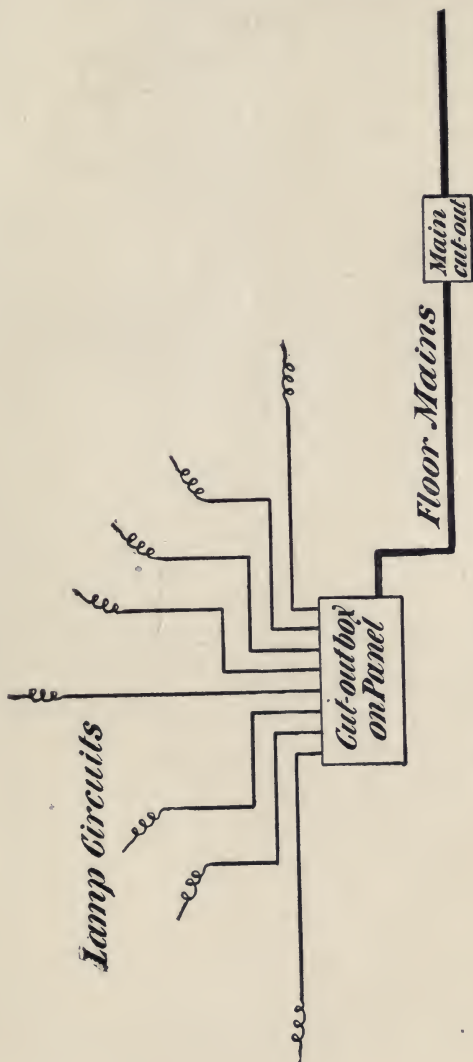 Lamp Circuits
Cut-out box
on Panel
Floor Mains
Main
cut-out